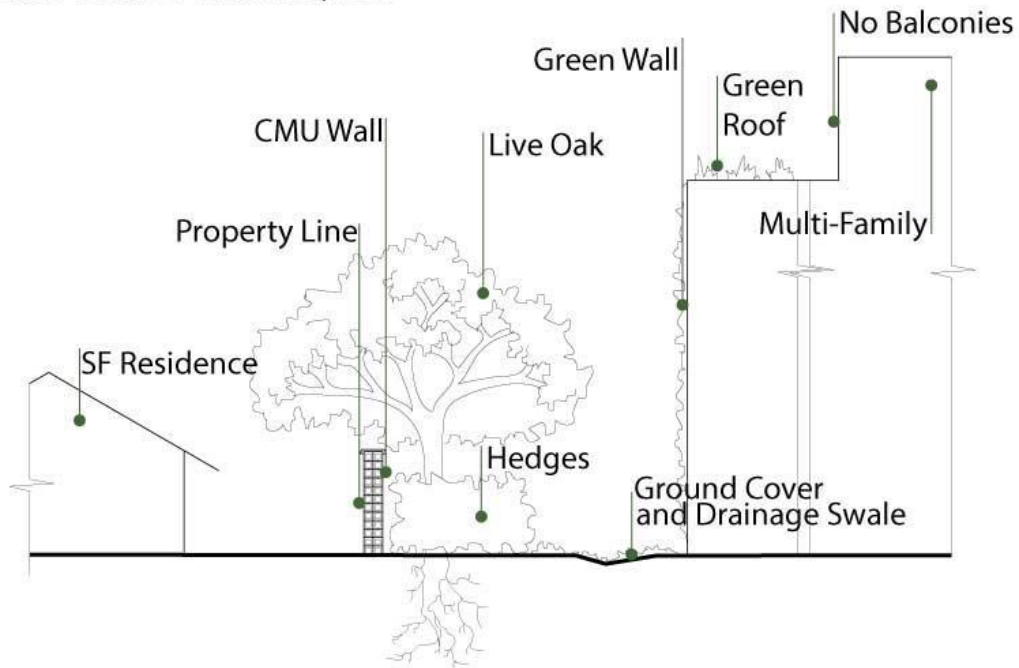 No Balconies
Green Wall
Green
Roof
CMU Wall
Live Oak
Property Line
Multi-Family
SF Residence
Hedges
Ground Cover
and Drainage Swale